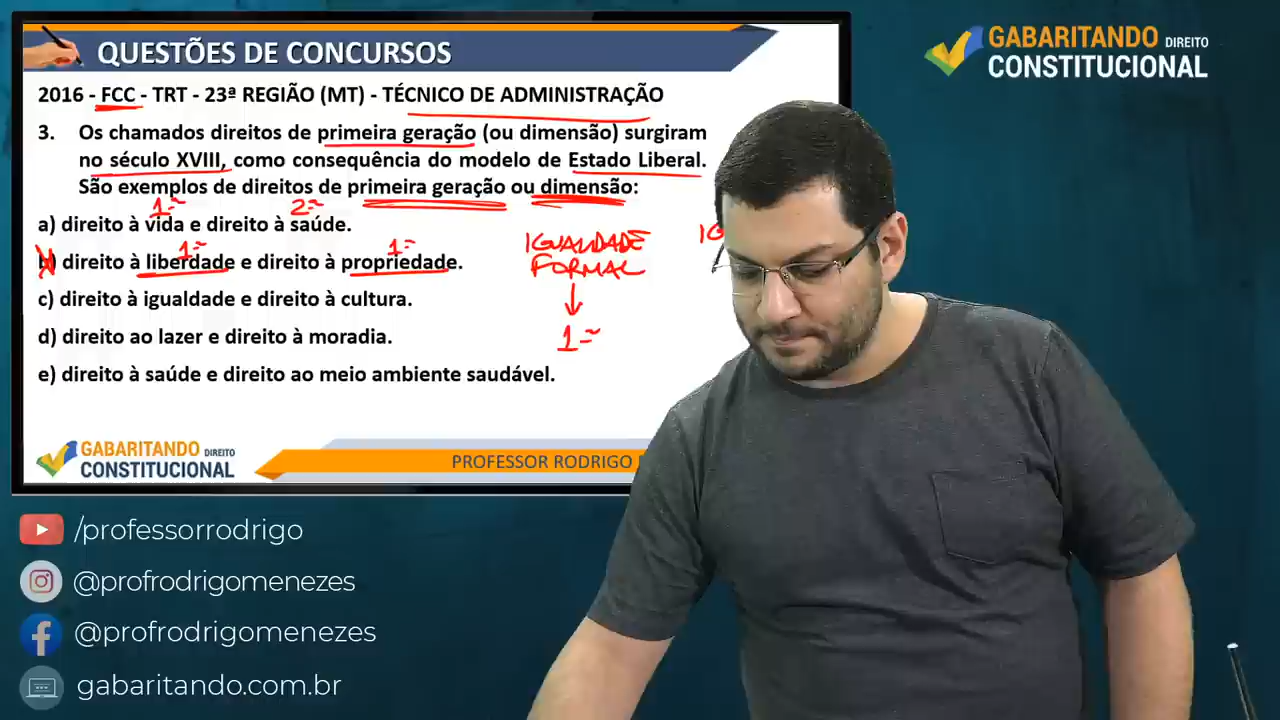 QUESTÕES DE CONCURSOS
GABARITANDO DIREITO
CONSTITUCIONAL
2016 - FCC - TRT - 23ª REGIÃO (MT) - TÉCNICO DE ADMINISTRAÇÃO
3. Os chamados direitos de primeira geração (ou dimensão) surgiram
no século XVIII, como consequência do modelo de Estado Liberal.
São exemplos de direitos de primeira geração ou dimensão:
1ª 2ª
a) direito à vida e direito à saúde.
1ª 1ª
b) direito à liberdade e direito à propriedade.
IGUALDADE
FORMAL
1ª
IG
c) direito à igualdade e direito à cultura.
d) direito ao lazer e direito à moradia.
e) direito à saúde e direito ao meio ambiente saudável.
GABARITANDO DIREITO
CONSTITUCIONAL
PROFESSOR RODRIGO
/professorrodrigo
@profrodrigomenezes
@profrodrigomenezes
gabaritando.com.br